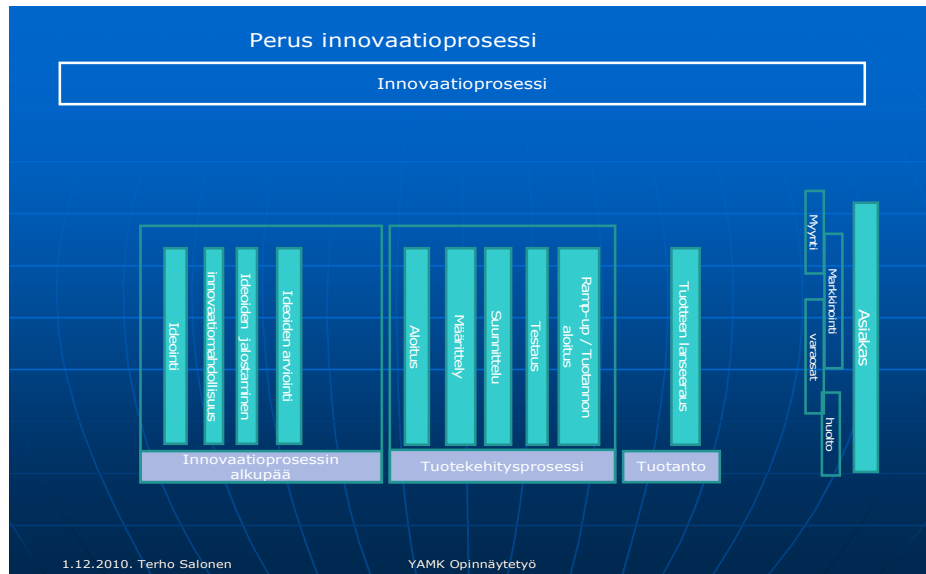 Perus innovaatioprosessi
Innovaatioprosessi
Ideointi
innovaatiomahdollisuus
Ideoiden jalostaminen
Ideoiden arviointi
Innovaatioprosessin
alkupää
Aloitus
Määrittely
Suunnittelu
Testaus
Ramp-up / Tuotannon
aloitus
Tuotekehitysprosessi
Tuotteen lanseeraus
Tuotanto
Myynti
Markkinointi
varaosat
huolto
Asiakas
1.12.2010. Terho Salonen
YAMK Opinnäytetyö